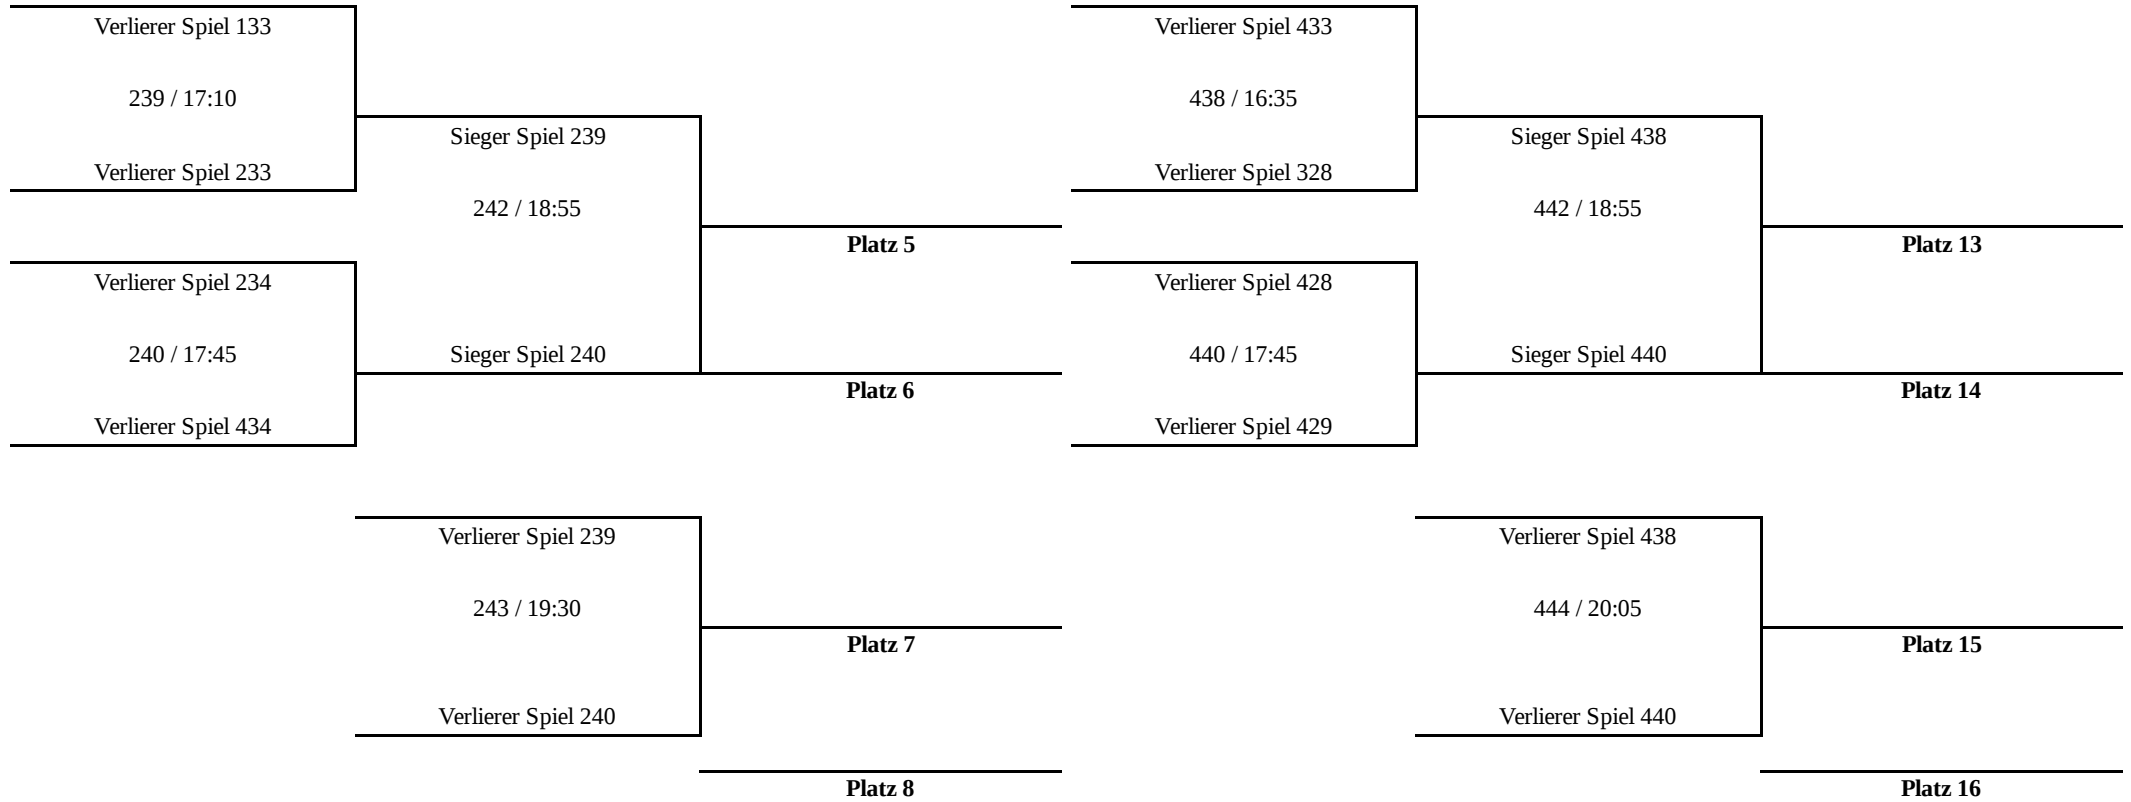 Verlierer Spiel 133
239 / 17:10
Verlierer Spiel 233
Sieger Spiel 239
242 / 18:55
Sieger Spiel 240
Platz 5
Platz 6
Verlierer Spiel 234
240 / 17:45
Verlierer Spiel 434
Verlierer Spiel 239
243 / 19:30
Verlierer Spiel 240
Platz 7
Platz 8
Verlierer Spiel 433
438 / 16:35
Verlierer Spiel 328
Sieger Spiel 438
442 / 18:55
Sieger Spiel 440
Platz 13
Platz 14
Verlierer Spiel 428
440 / 17:45
Verlierer Spiel 429
Verlierer Spiel 438
444 / 20:05
Verlierer Spiel 440
Platz 15
Platz 16